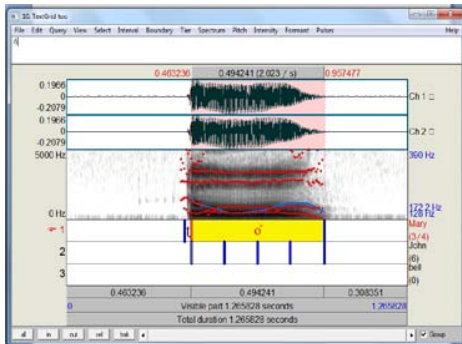 30. TextGrid too
File Edit Query View Select Interval Boundary Tier Spectrum Pitch Intensity Formant Pulses Help
0.463236 0.494241 (2.023 / s) 0.957477
0.1966
0
-0.2079
Ch 1
0.1966
0
-0.2079
Ch 2
5000 Hz
390 Hz
172.2 Hz
0 Hz
128 Hz
1
t
Mary
(3/4)
2
John
(6)
3
bell
(0)
0.463236 0.494241 0.308351
0 Visible part 1.265828 seconds 1.265828
Total duration 1.265828 seconds
all in out sel bak Group